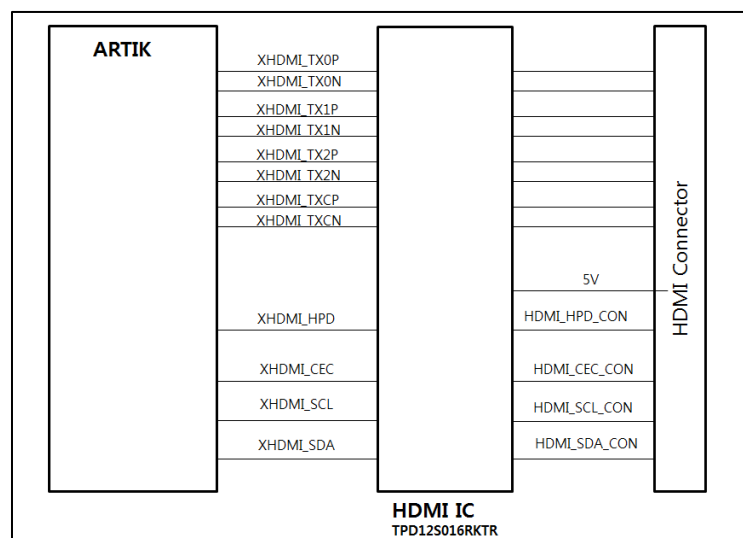 ARTIK
XHDMI_TX0P
XHDMI_TX0N
XHDMI_TX1P
XHDMI_TX1N
XHDMI_TX2P
XHDMI_TX2N
XHDMI_TXCP
XHDMI_TXCN
5V
XHDMI_HPD
HDMI_HPD_CON
XHDMI_CEC
HDMI_CEC_CON
XHDMI_SCL
HDMI_SCL_CON
XHDMI_SDA
HDMI_SDA_CON
HDMI Connector
HDMI IC
TPD12S016RKTR